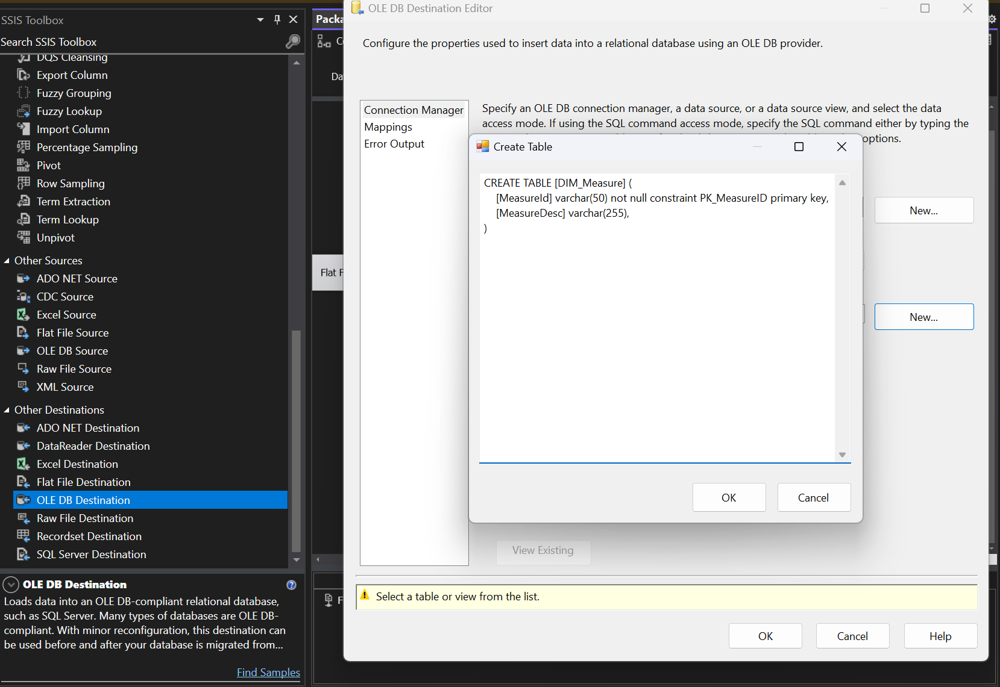 SSIS Toolbox
Search SSIS Toolbox
DQS Cleansing
Export Column
Fuzzy Grouping
Fuzzy Lookup
Import Column
Percentage Sampling
Pivot
Row Sampling
Term Extraction
Term Lookup
Unpivot
Other Sources
ADO NET Source
CDC Source
Excel Source
Flat File Source
OLE DB Source
Raw File Source
XML Source
Other Destinations
ADO NET Destination
DataReader Destination
Excel Destination
Flat File Destination
OLE DB Destination
Raw File Destination
Recordset Destination
SQL Server Destination
OLE DB Destination
Loads data into an OLE DB-compliant relational database,
such as SQL Server. Many types of databases are OLE DB-
compliant. With minor reconfiguration, this destination can
be used before and after your database is migrated from...
Find Samples
Packa
Da
Flat F
OLE DB Destination Editor
Configure the properties used to insert data into a relational database using an OLE DB provider.
Connection Manager
Mappings
Error Output
Specify an OLE DB connection manager, a data source, or a data source view, and select the data
access mode. If using the SQL command access mode, specify the SQL command either by typing the
options.
Create Table
CREATE TABLE [DIM_Measure] (
[MeasureId] varchar(50) not null constraint PK_MeasureID primary key,
[MeasureDesc] varchar(255),
)
OK
Cancel
New...
New...
View Existing
Select a table or view from the list.
OK
Cancel
Help